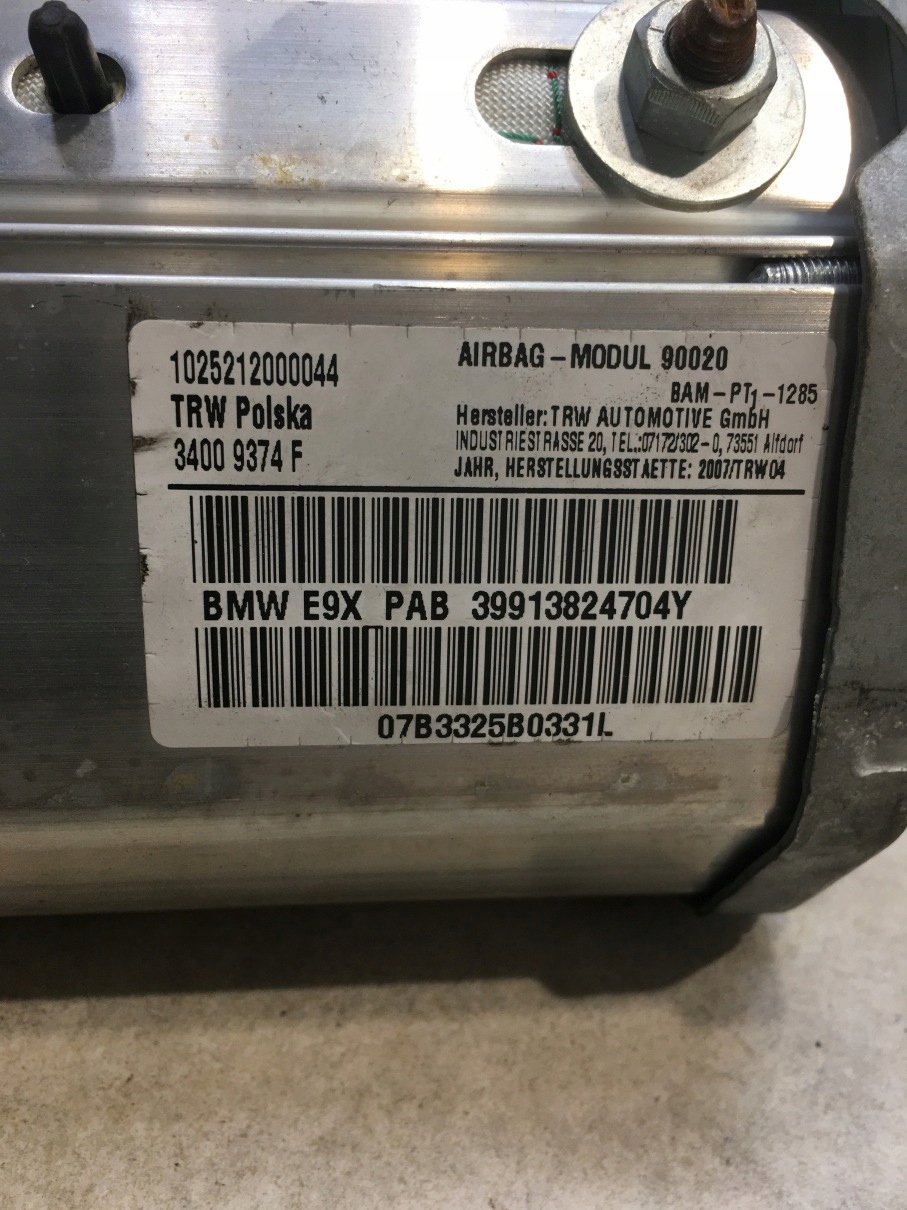 1025212000044
TRW Polska
3400 9374 F
AIRBAG-MODUL 90020
BAM-PT1-1285
Hersteller: TRW AUTOMOTIVE GmbH
INDUSTRIESTRASSE 20, TEL.:07172/302-0, 73551 Alfdorf
JAHR, HERSTELLUNGSSTAETTE: 2007/TRW04
BMW E9X PAB 39913824704Y
07B3325B0331L